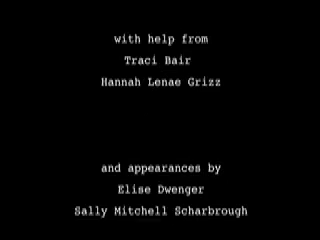 with help from
Traci Bair
Hannah Lenae Grizz
and appearances by
Elise Dwenger
Sally Mitchell Scharbrough